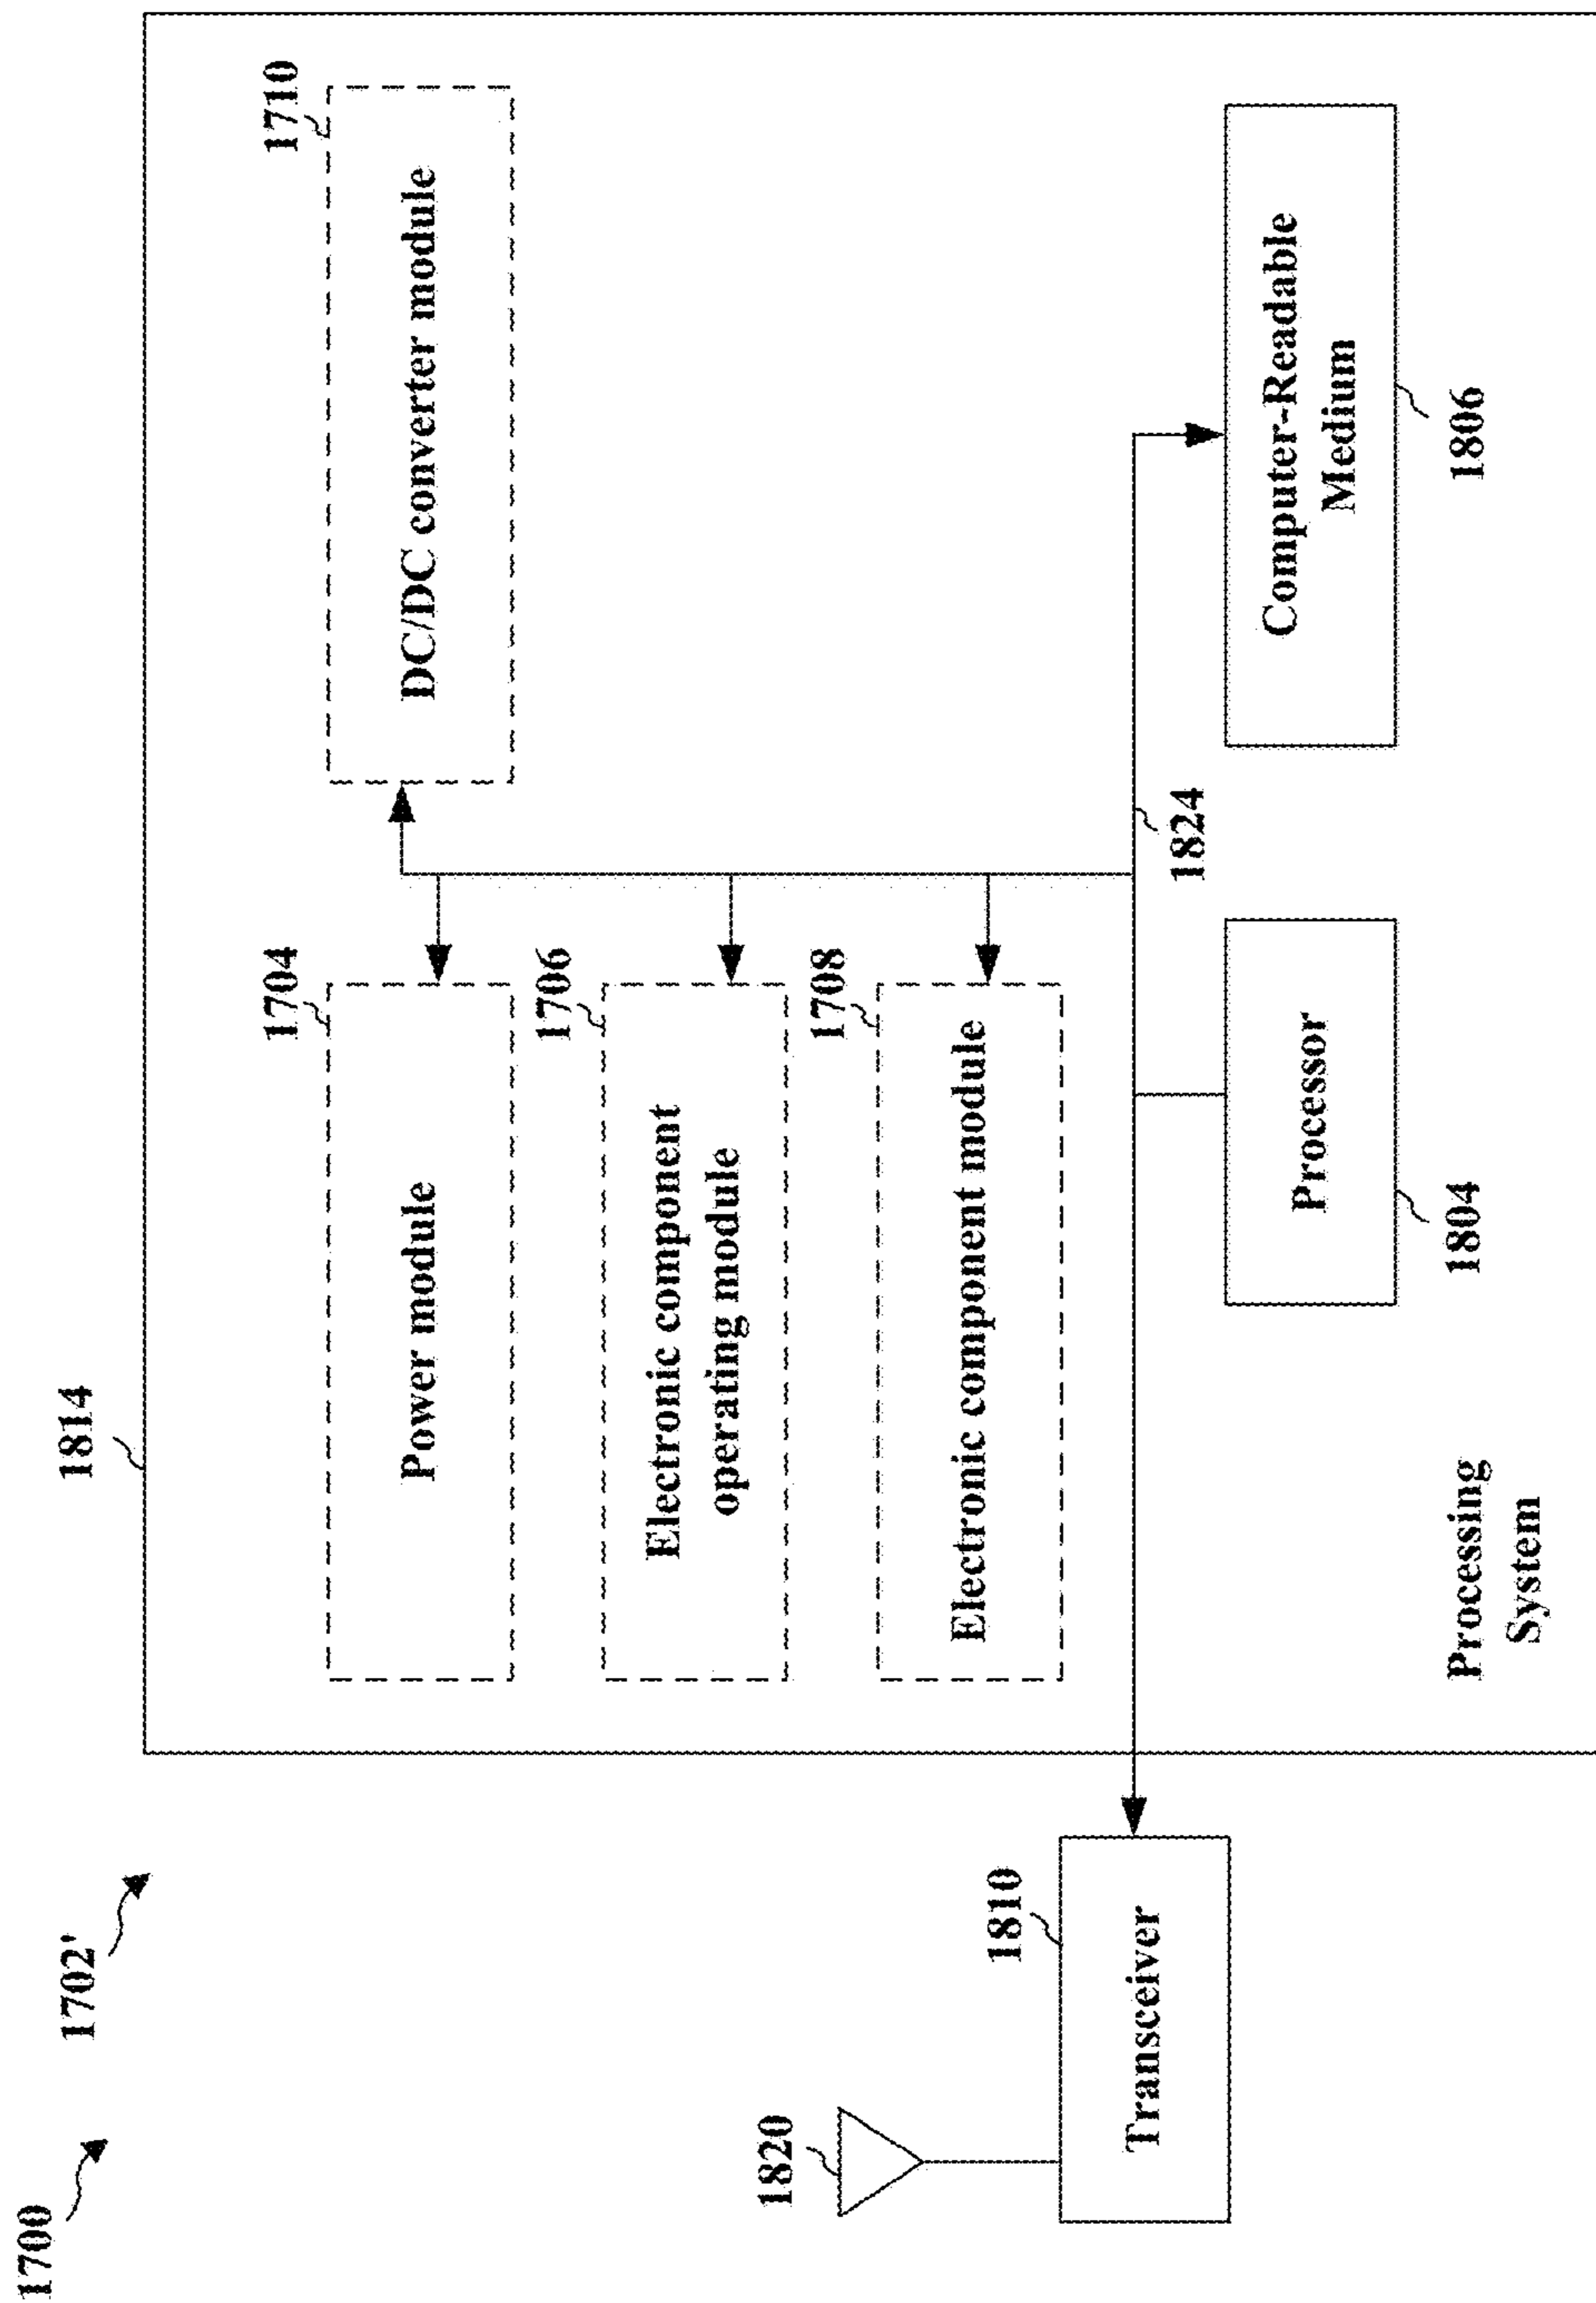 1700
1702'
1814
1704
Power module
1710
DC/DC converter module
1706
Electronic component
operating module
1708
Electronic component module
1820
1810
Transceiver
1824
Processor
1804
Computer-Readable
Medium
1806
Processing
System